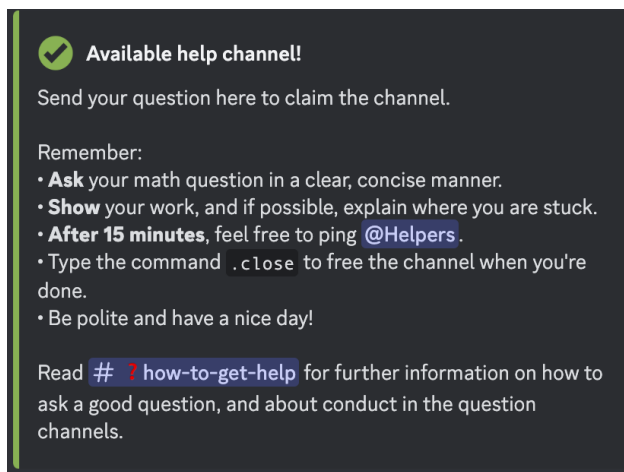 Available help channel!
Send your question here to claim the channel.
Remember:
• Ask your math question in a clear, concise manner.
• Show your work, and if possible, explain where you are stuck.
• After 15 minutes, feel free to ping @Helpers.
• Type the command .close to free the channel when you're
done.
• Be polite and have a nice day!
Read # ❓how-to-get-help for further information on how to
ask a good question, and about conduct in the question
channels.